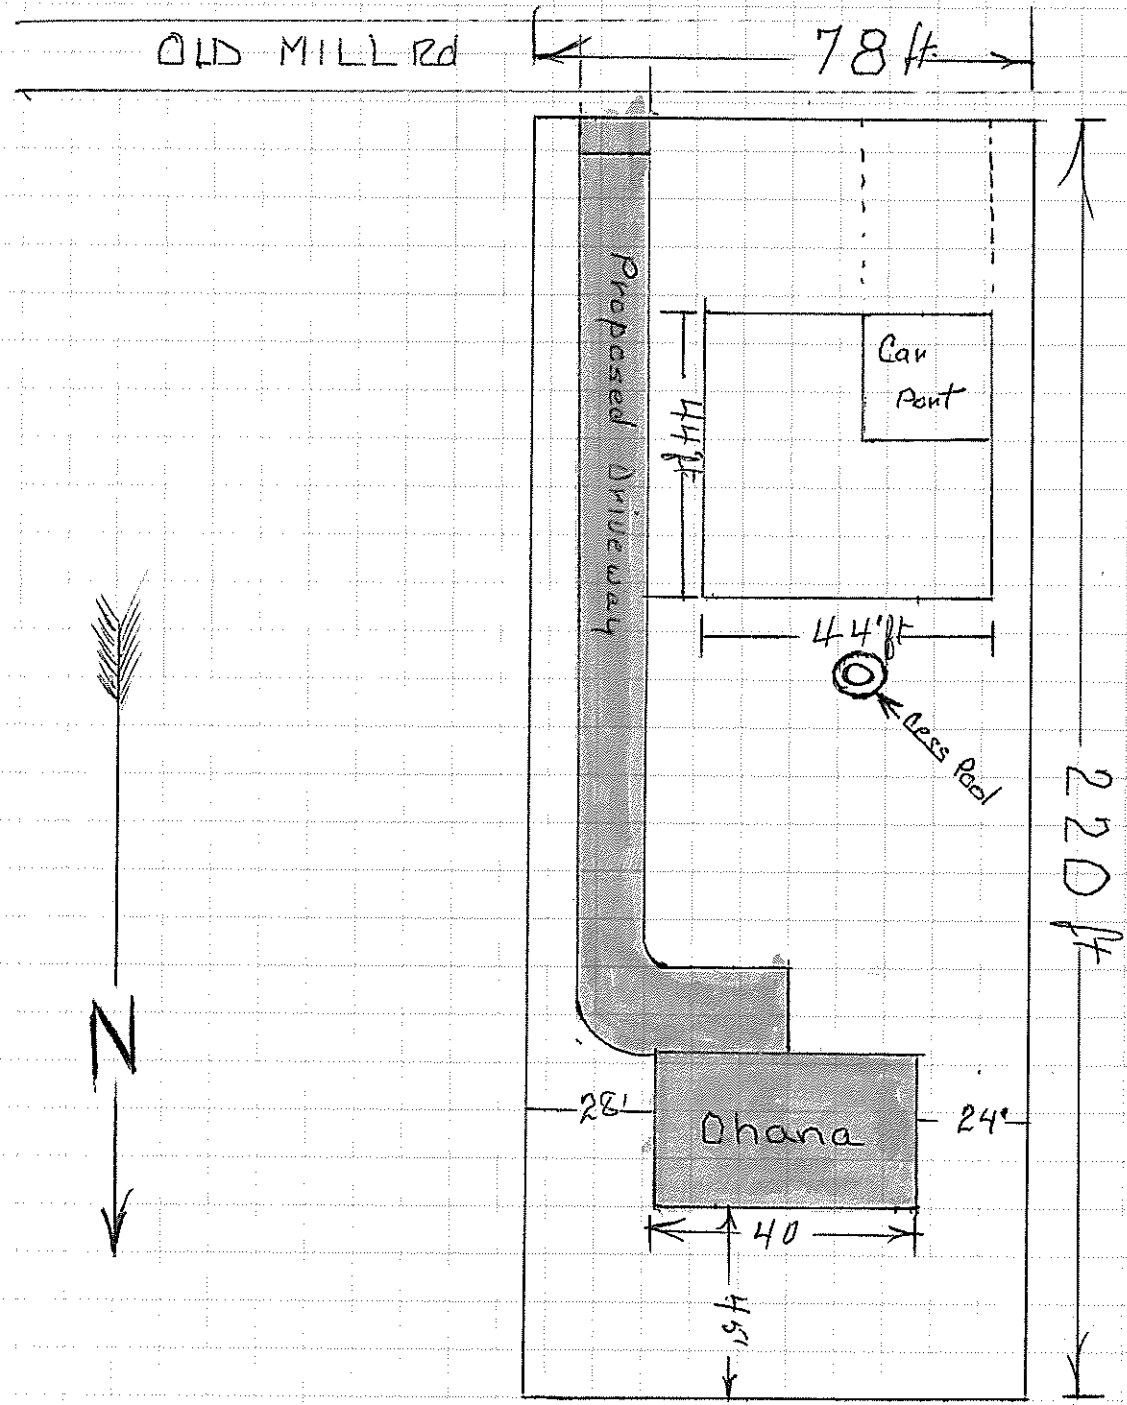 OLD MILL Rd
78 ft.
Proposed Driveway
Car
Port
44'ft
44'ft
Cess Pool
220 ft
N
28'
Ohana
24'
40
45'